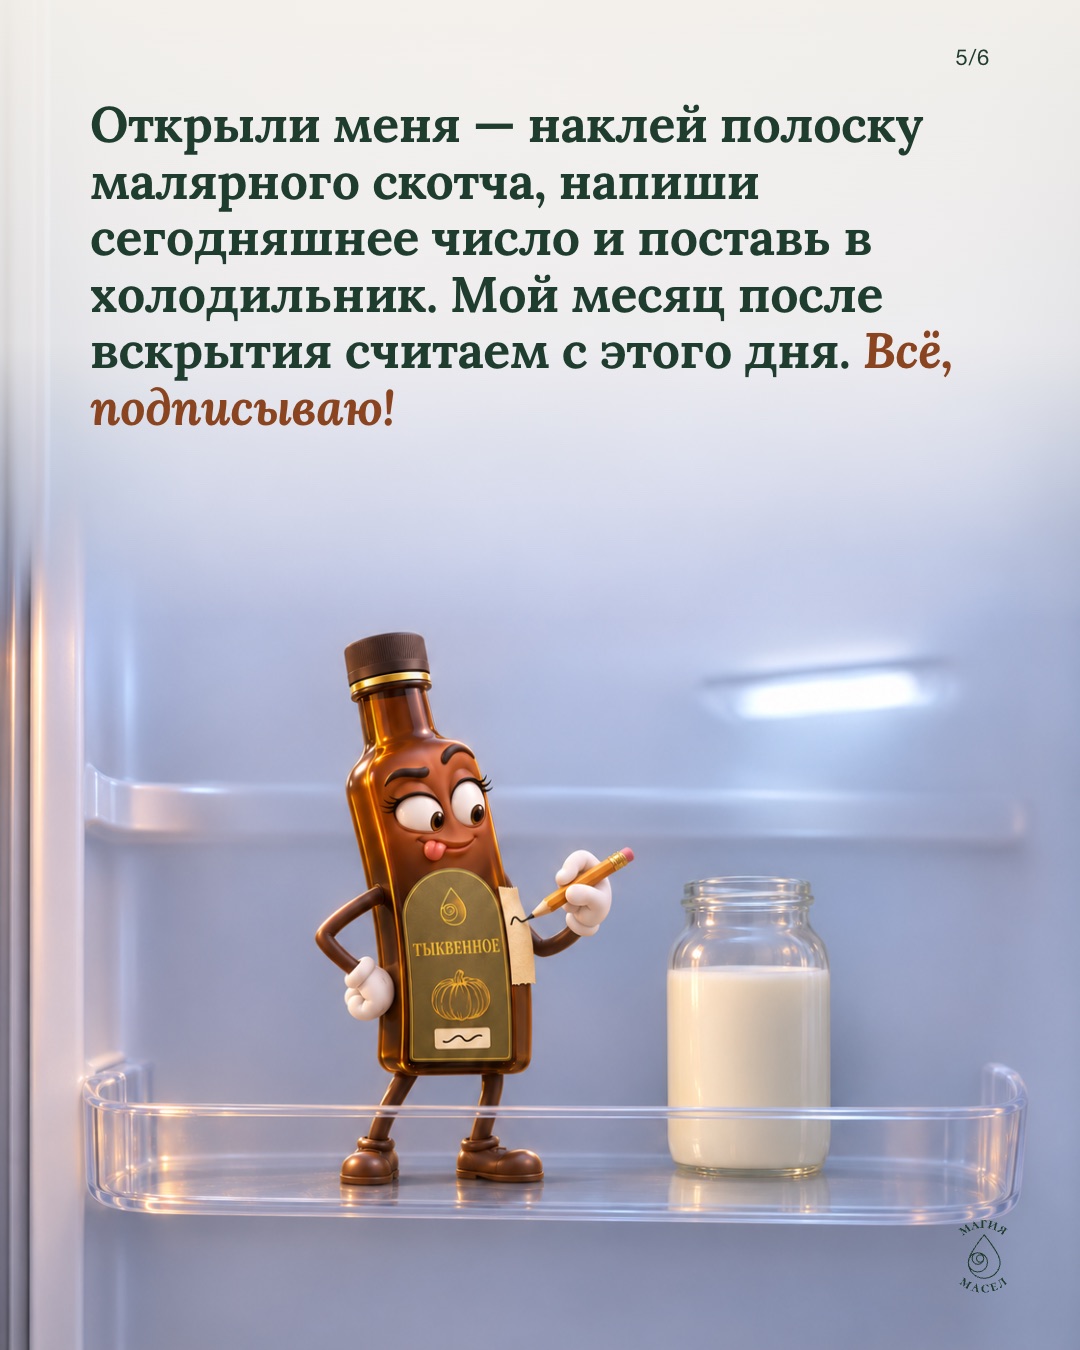 5/6
Открыли меня — наклей полоску
малярного скотча, напиши
сегодняшнее число и поставь в
холодильник. Мой месяц после
вскрытия считаем с этого дня. Всё,
подписываю!
ТЫКВЕННОЕ
МАГИЯ
МАСЕЛ